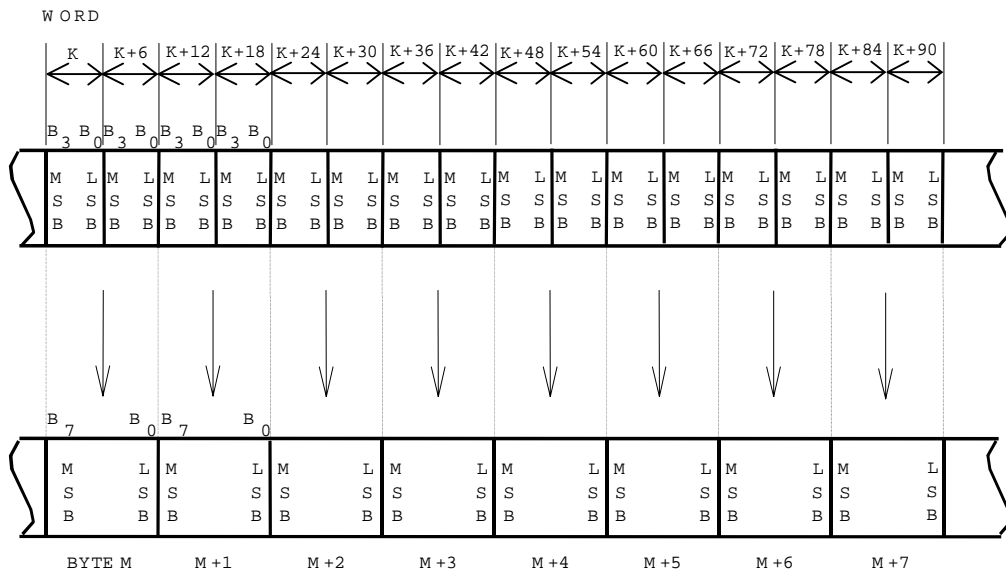 WORD
K K+6 K+12 K+18 K+24 K+30 K+36 K+42 K+48 K+54 K+60 K+66 K+72 K+78 K+84 K+90
B3 B0 B3 B0 B3 B0 B3 B0
M L M L M L M L M L M L M L M L M L M L M L M L M L M L M L M L
S S S S S S S S S S S S S S S S S S S S S S S S S S S S S S S S
B B B B B B B B B B B B B B B B B B B B B B B B B B B B B B B B
B7 B0 B7 B0
M L M L M L M L M L M L M L M L
S S S S S S S S S S S S S S S S
B B B B B B B B B B B B B B B B
BYTE M M+1 M+2 M+3 M+4 M+5 M+6 M+7